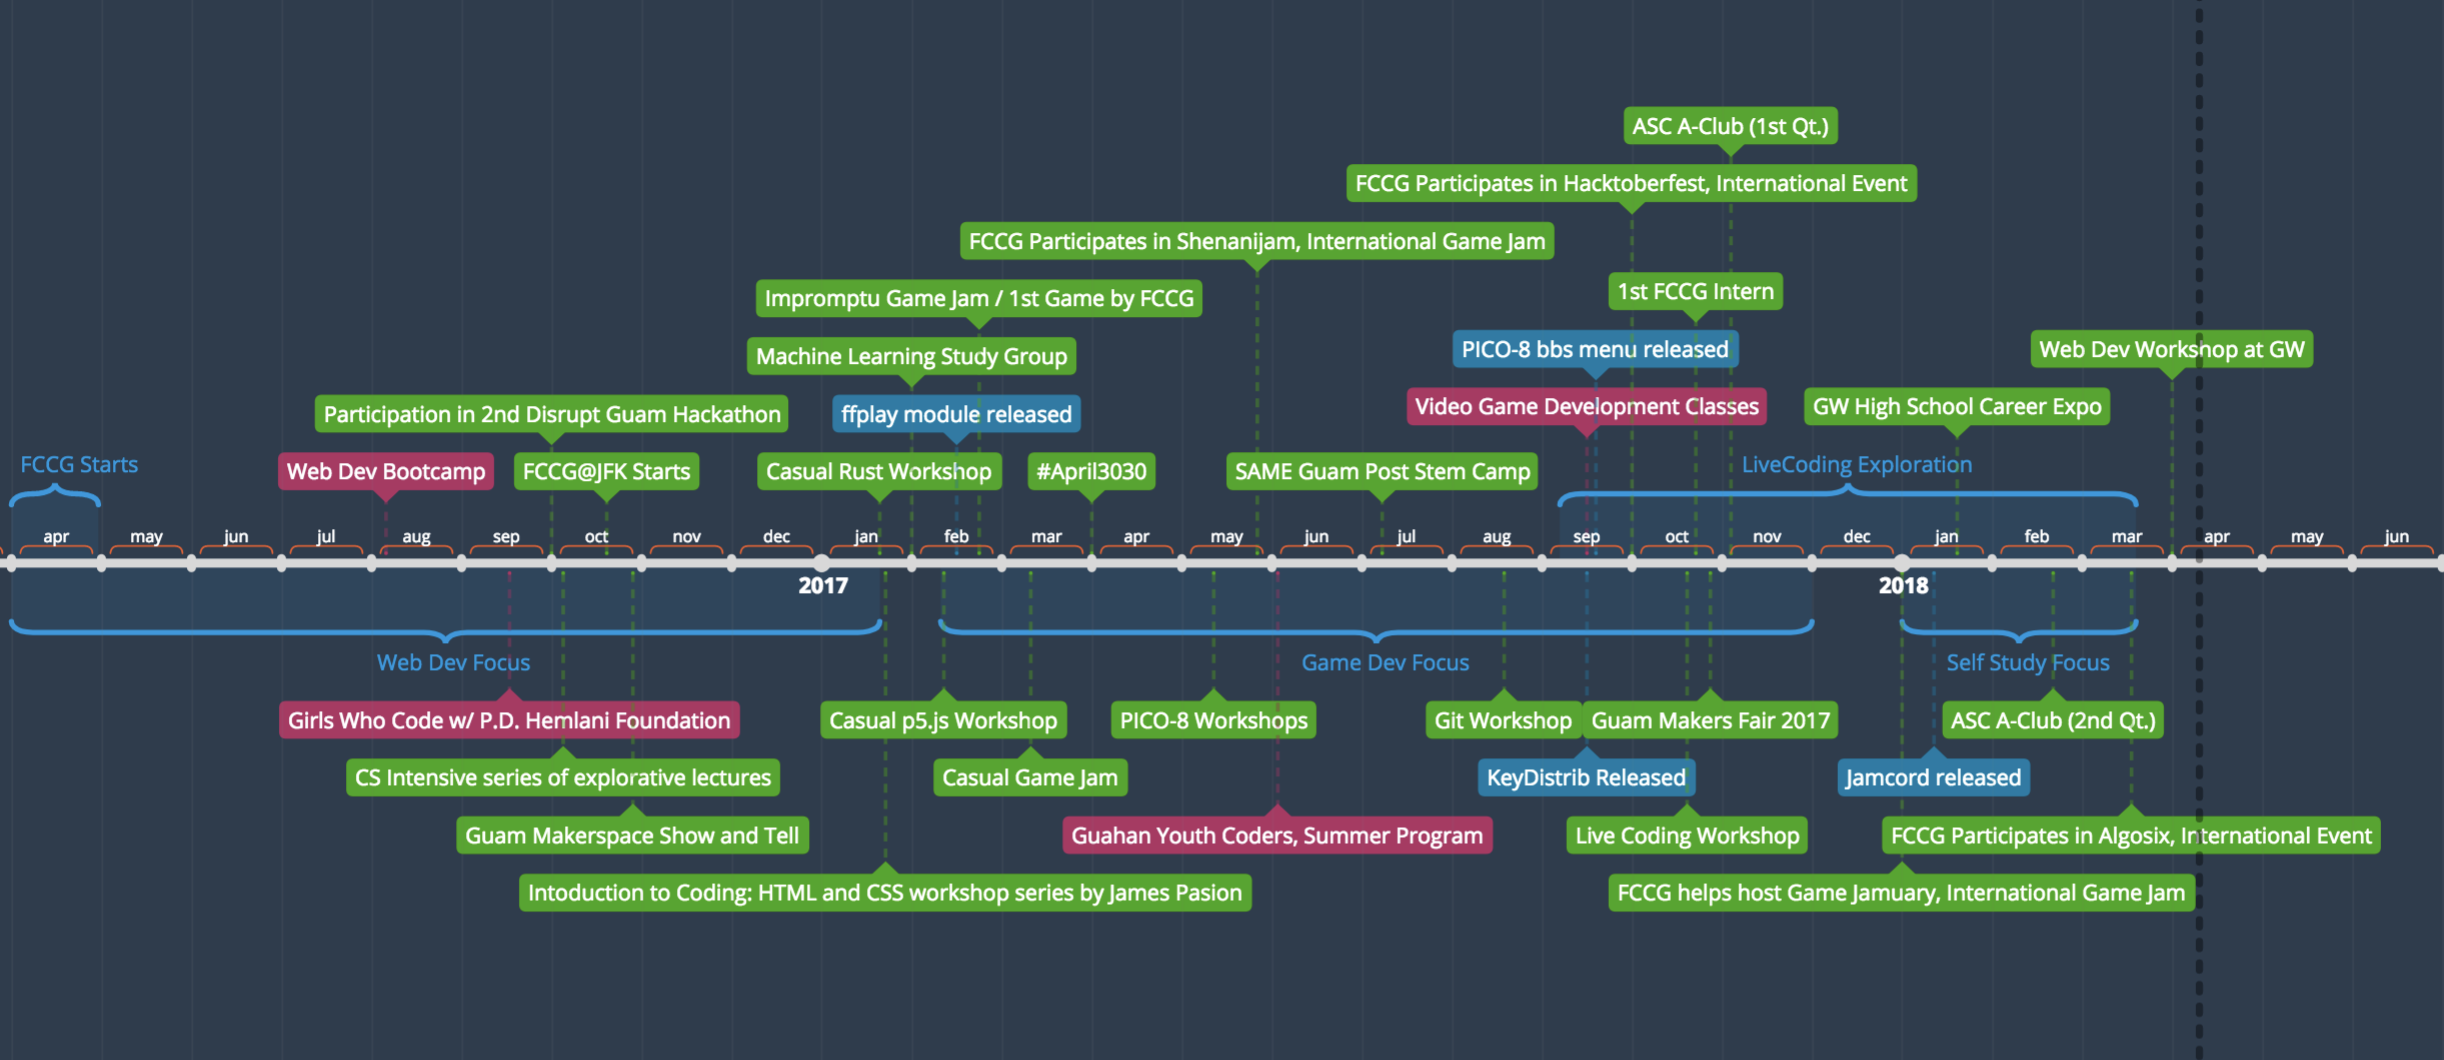 ASC A-Club (1st Qt.)
FCCG Participates in Hacktoberfest, International Event
FCCG Participates in Shenanijam, International Game Jam
1st FCCG Intern
Impromptu Game Jam / 1st Game by FCCG
PICO-8 bbs menu released
Web Dev Workshop at GW
Machine Learning Study Group
Video Game Development Classes
GW High School Career Expo
Participation in 2nd Disrupt Guam Hackathon
ffplay module released
FCCG Starts
LiveCoding Exploration
Web Dev Bootcamp
FCCG@JFK Starts
Casual Rust Workshop
#April3030
SAME Guam Post Stem Camp
apr may jun jul aug sep oct nov dec jan feb mar apr may jun jul aug sep oct nov dec jan feb mar apr may jun
2017
2018
Web Dev Focus
Game Dev Focus
Self Study Focus
Girls Who Code w/ P.D. Hemlani Foundation
Casual p5.js Workshop
PICO-8 Workshops
Git Workshop
Guam Makers Fair 2017
ASC A-Club (2nd Qt.)
CS Intensive series of explorative lectures
Casual Game Jam
KeyDistrib Released
Jamcord released
Guam Makerspace Show and Tell
Guahan Youth Coders, Summer Program
Live Coding Workshop
FCCG Participates in Algosix, International Event
Intoduction to Coding: HTML and CSS workshop series by James Pasion
FCCG helps host Game Jamuary, International Game Jam